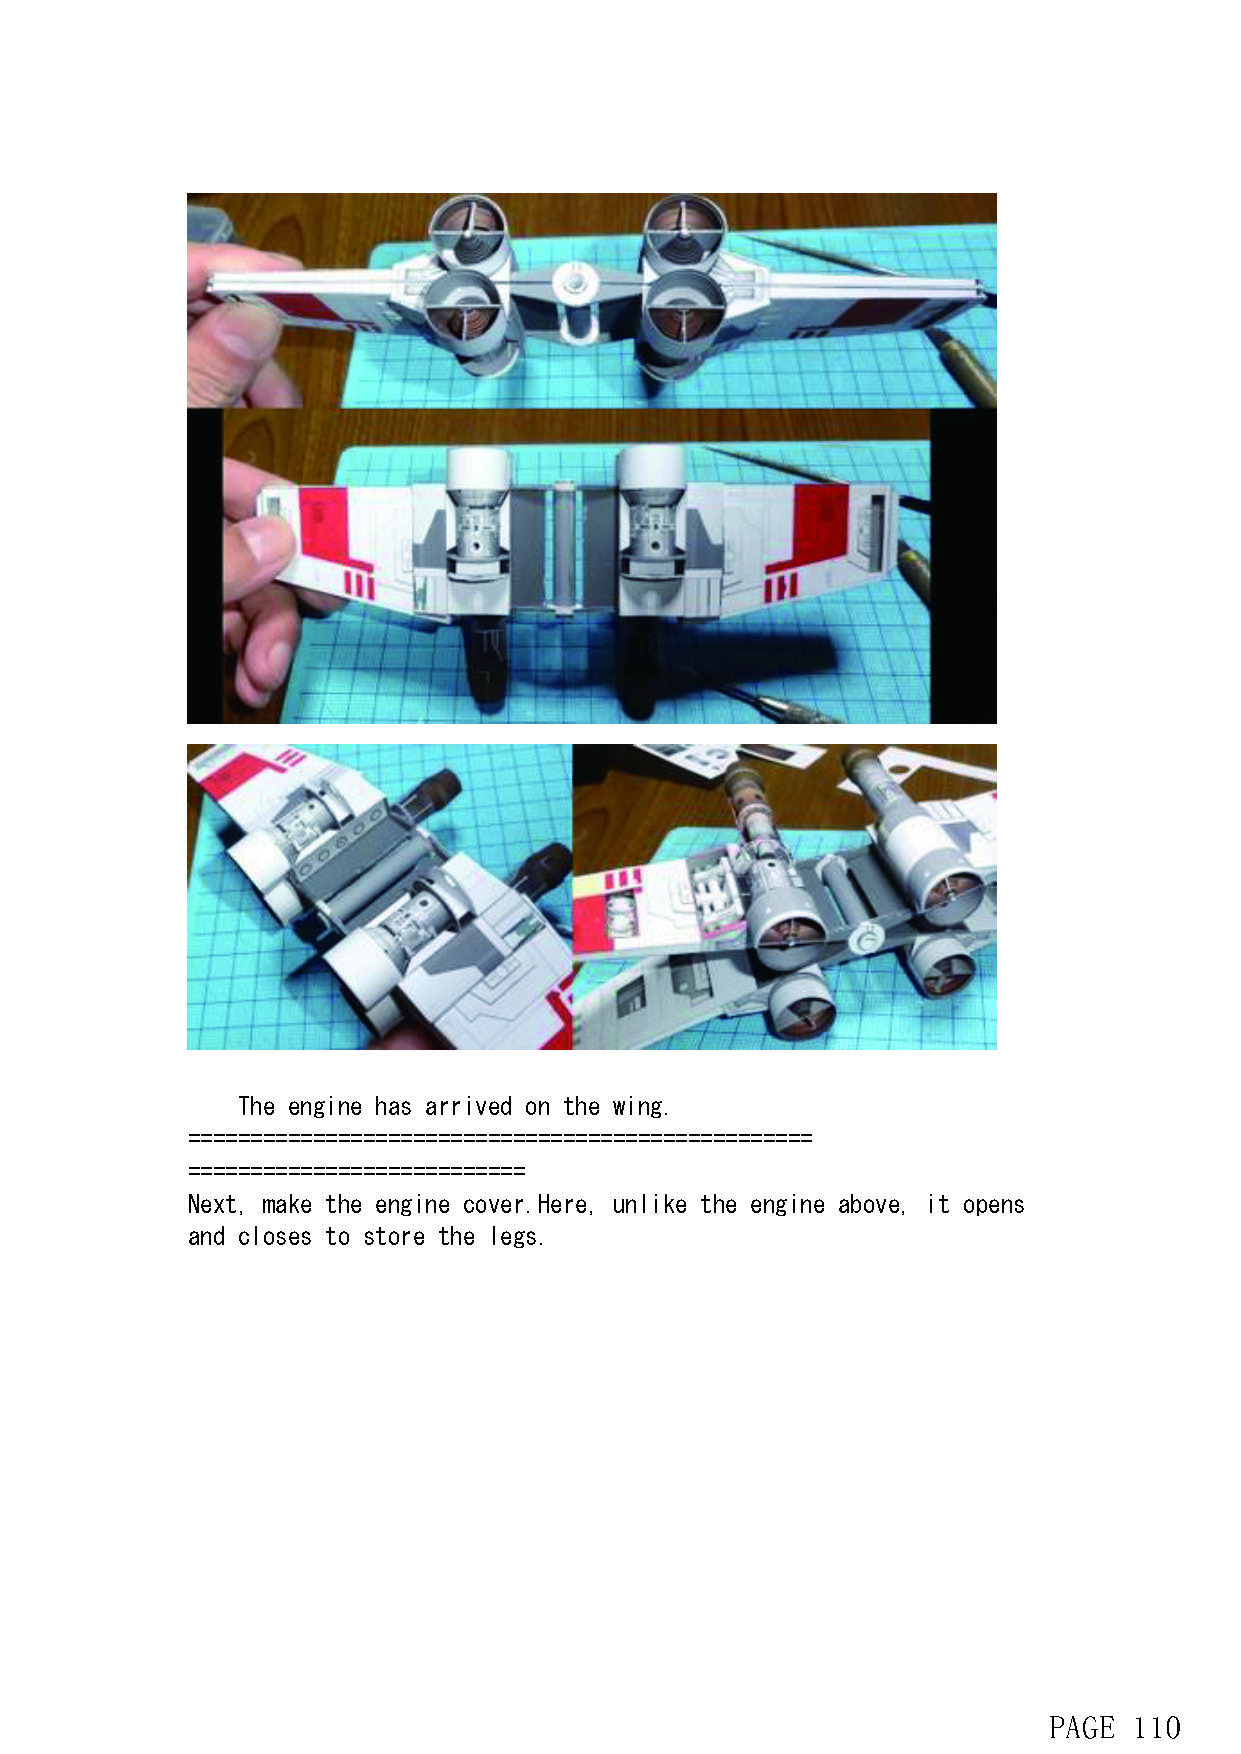 The engine has arrived on the wing.
==================================================
===========================
Next, make the engine cover.Here, unlike the engine above, it opens
and closes to store the legs.
PAGE 110